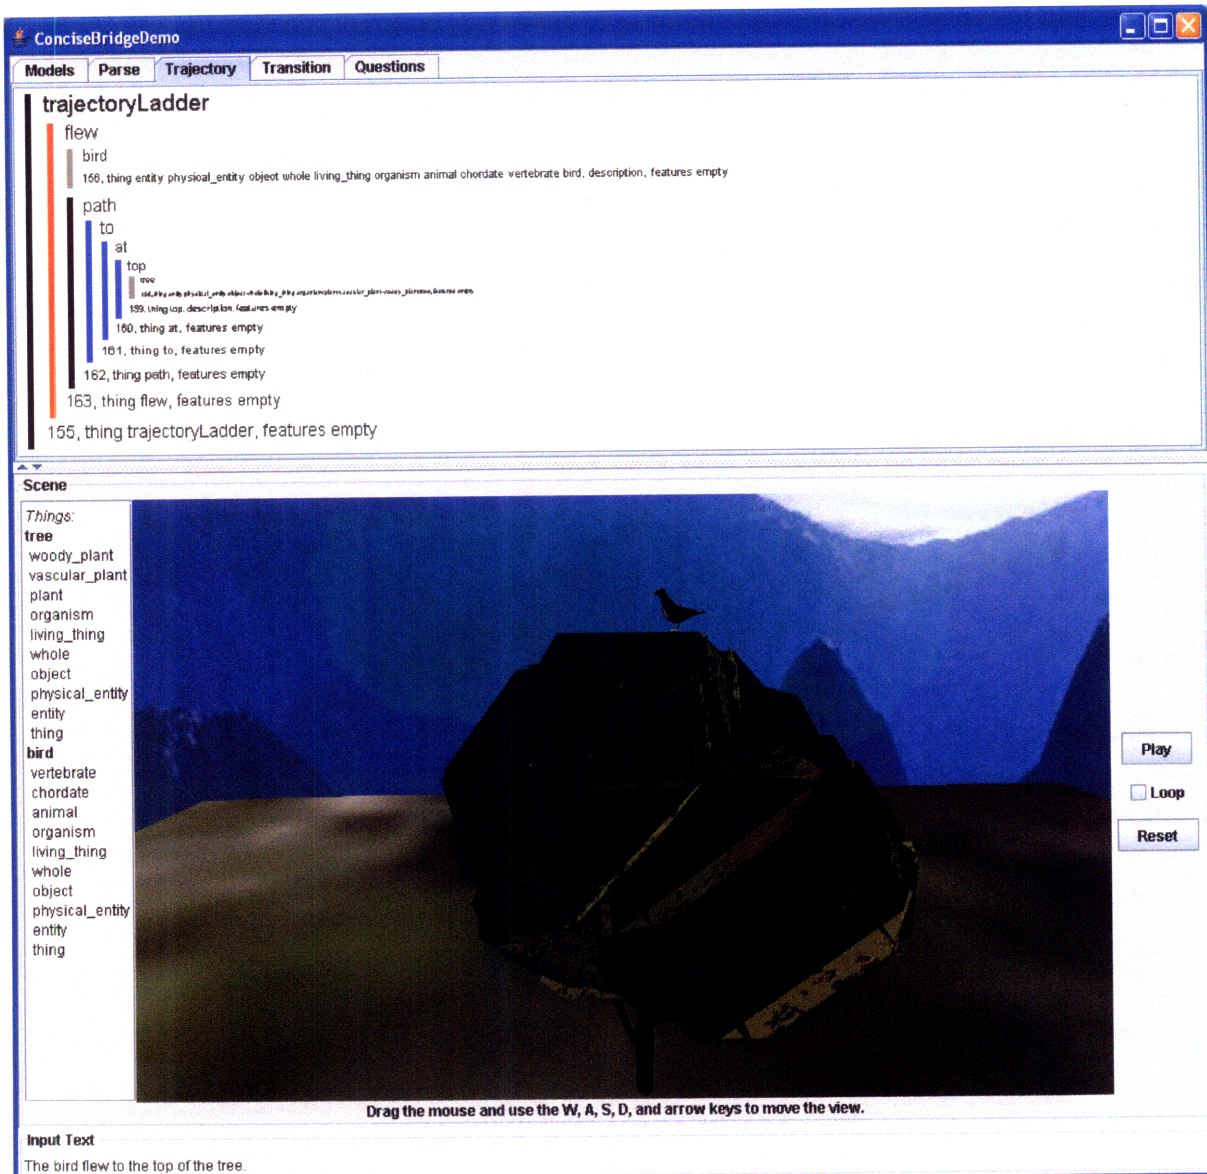 ConciseBridgeDemo
Models Parse Trajectory Transition Questions
trajectoryLadder
flew
bird
156, thing entity physical_entity object whole living_thing organism animal chordate vertebrate bird, description, features empty
path
to
at
top
tree
159, thing top, description, features empty
160, thing at, features empty
161, thing to, features empty
162, thing path, features empty
163, thing flew, features empty
155, thing trajectoryLadder, features empty
Scene
Things:
tree
woody_plant
vascular_plant
plant
organism
living_thing
whole
object
physical_entity
entity
thing
bird
vertebrate
chordate
animal
organism
living_thing
whole
object
physical_entity
entity
thing
Play
Loop
Reset
Drag the mouse and use the W, A, S, D, and arrow keys to move the view.
Input Text
The bird flew to the top of the tree.